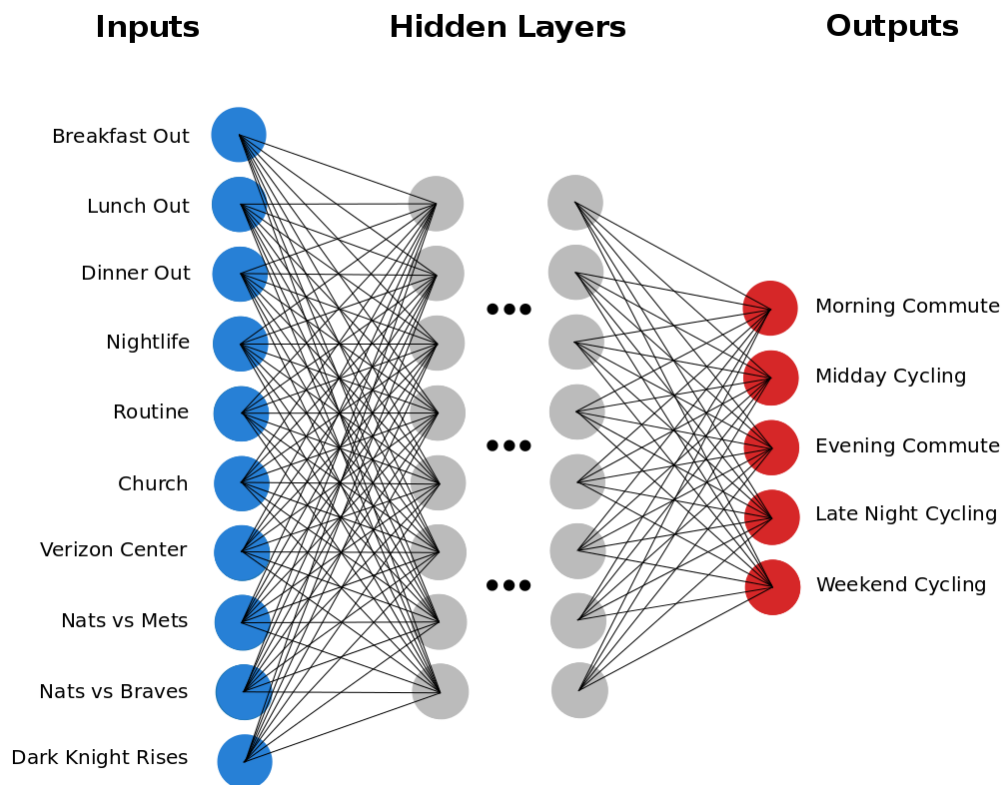 Inputs
Hidden Layers
Outputs
Breakfast Out
Lunch Out
Dinner Out
Nightlife
Routine
Church
Verizon Center
Nats vs Mets
Nats vs Braves
Dark Knight Rises
Morning Commute
Midday Cycling
Evening Commute
Late Night Cycling
Weekend Cycling